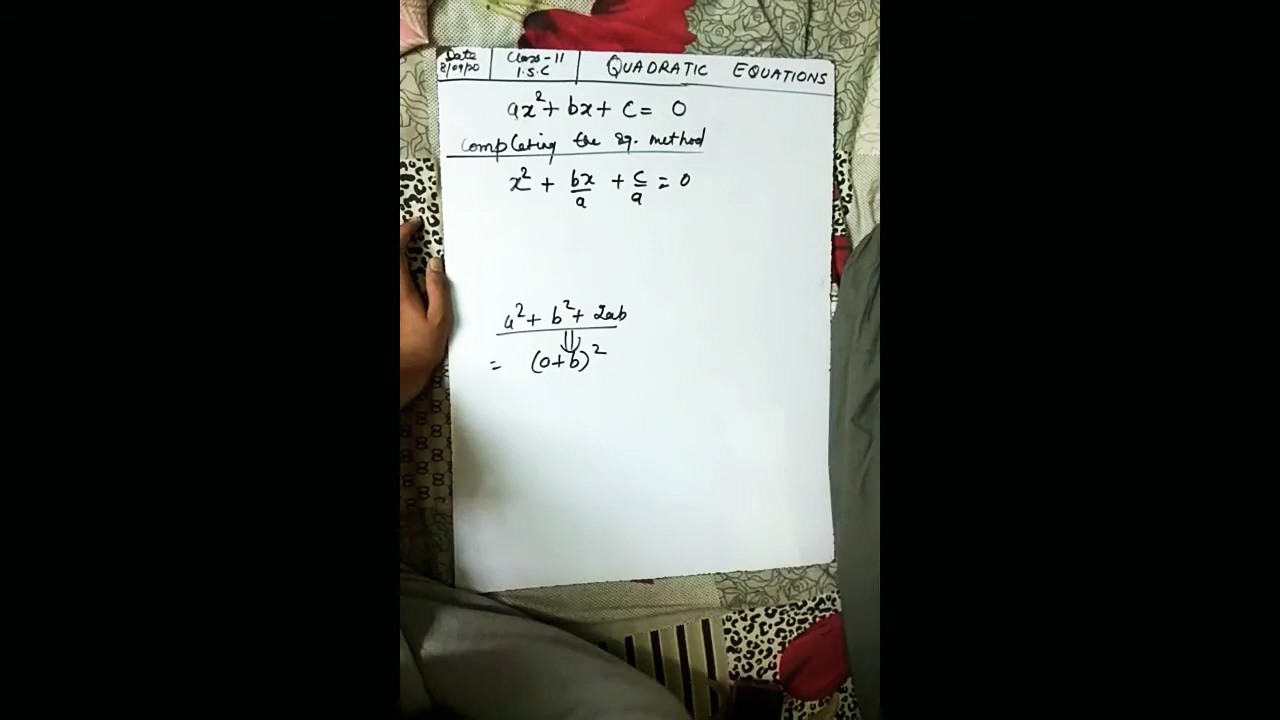 Date 8/09/20 Class-11 I.S.C QUADRATIC EQUATIONS
ax² + bx + c = 0
Completing the sq. method
x² + bx/a + c/a = 0
a² + b² + 2ab
⇓
= (a+b)²